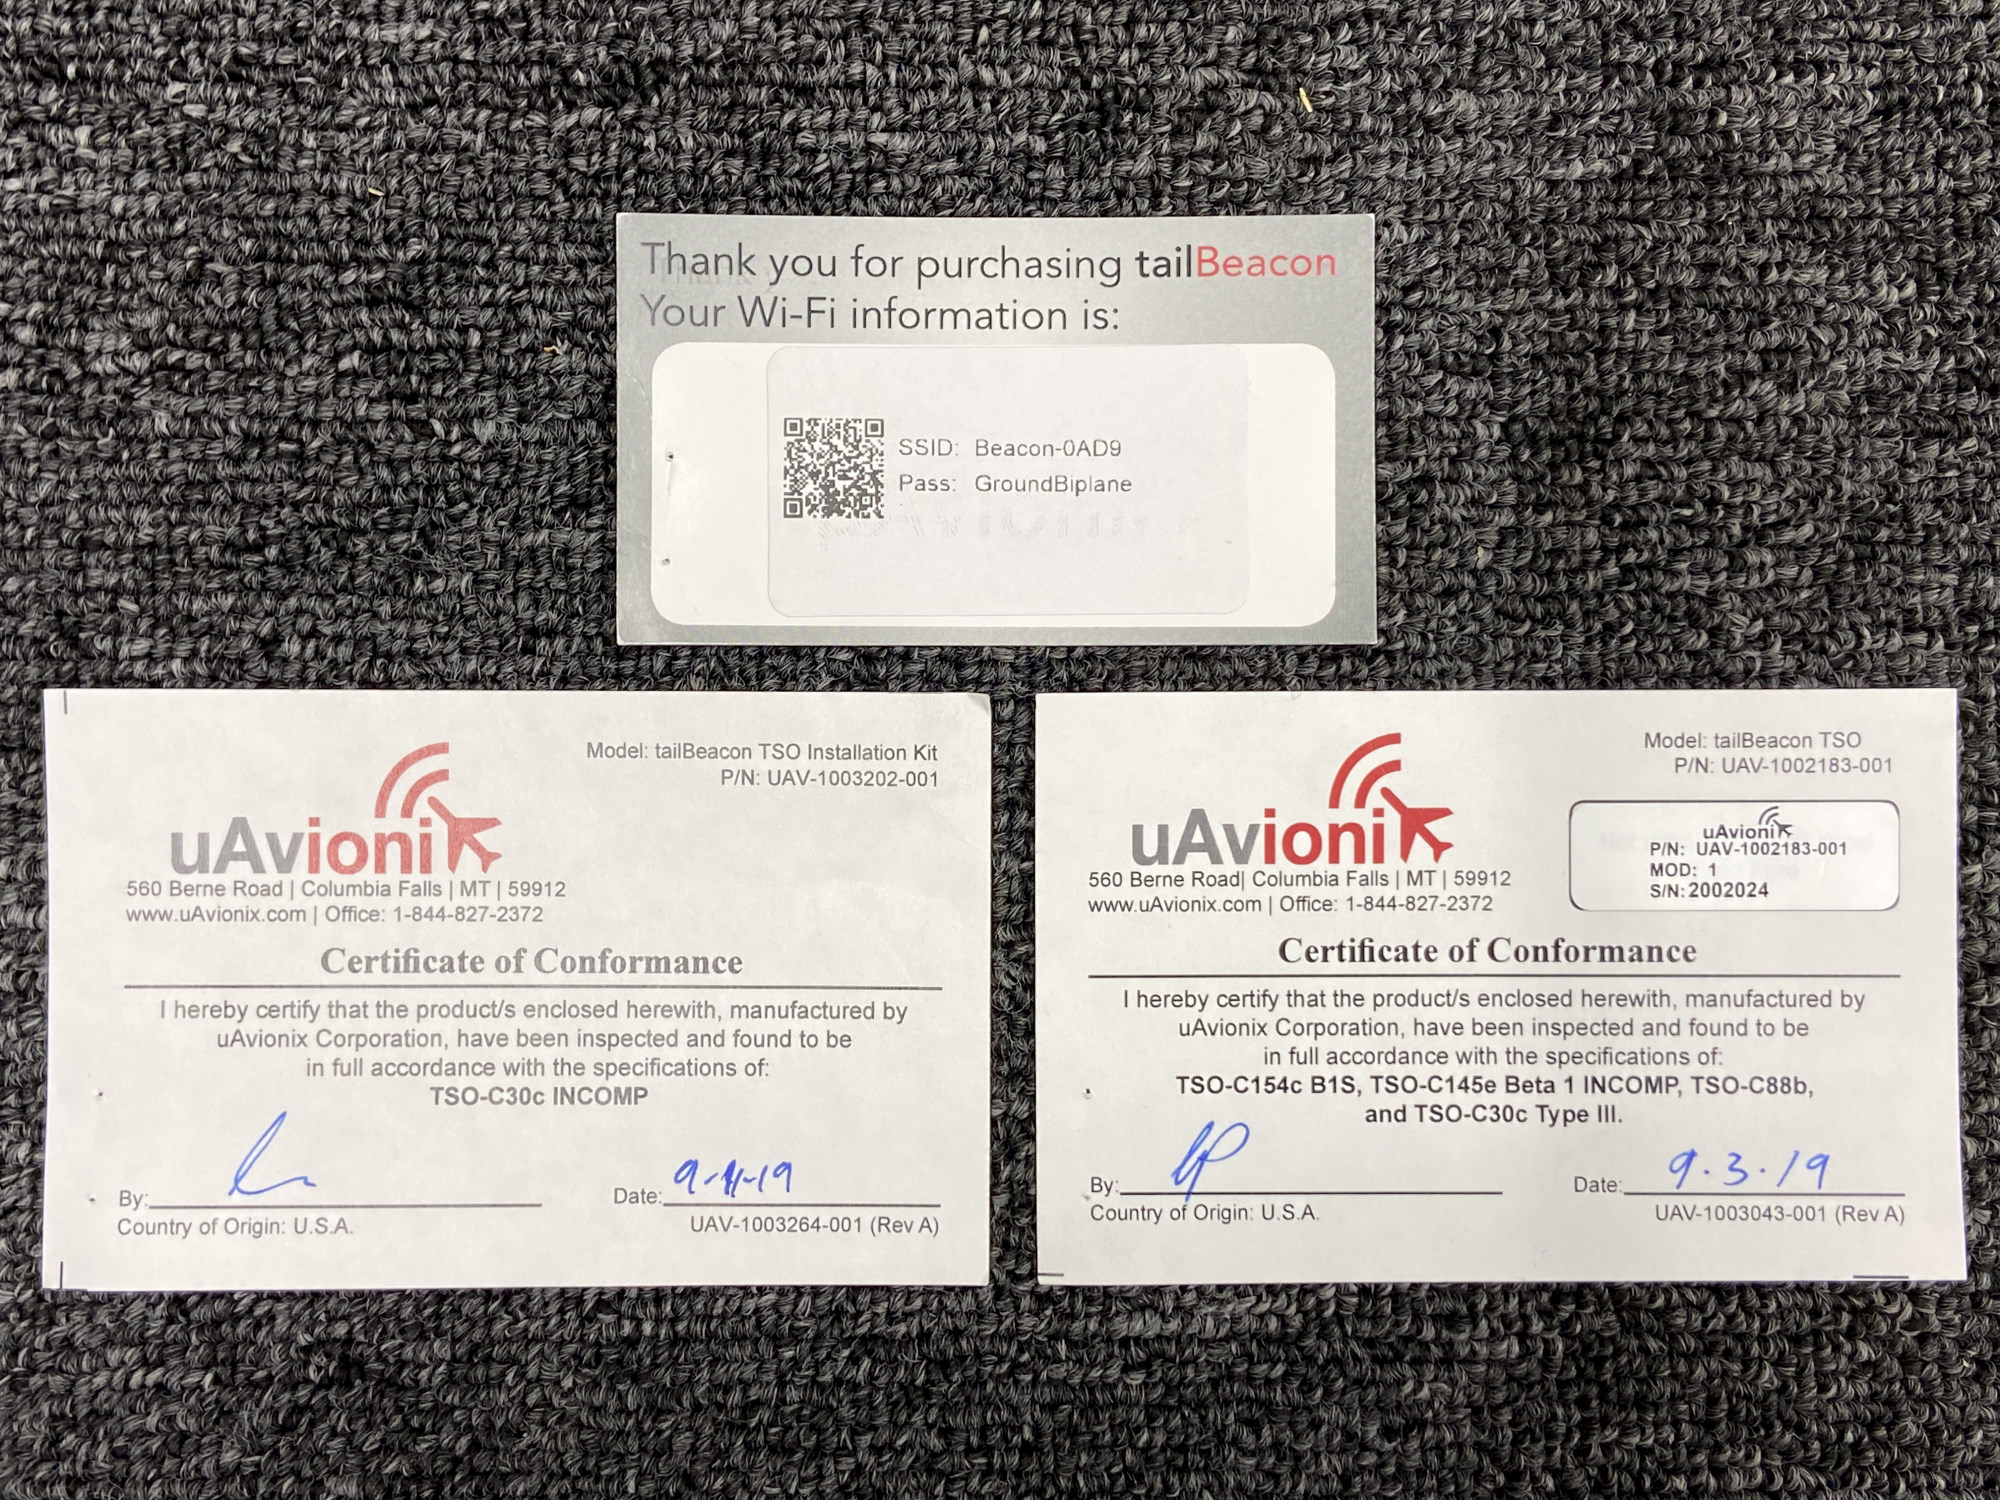 Thank you for purchasing tailBeacon
Your Wi-Fi information is:
SSID: Beacon-0AD9
Pass: GroundBiplane
Model: tailBeacon TSO Installation Kit
P/N: UAV-1003202-001
uAvionix
560 Berne Road | Columbia Falls | MT | 59912
www.uAvionix.com | Office: 1-844-827-2372
Certificate of Conformance
I hereby certify that the product/s enclosed herewith, manufactured by
uAvionix Corporation, have been inspected and found to be
in full accordance with the specifications of:
TSO-C30c INCOMP
By:
Date:
Country of Origin: U.S.A.
UAV-1003264-001 (Rev A)
Model: tailBeacon TSO
P/N: UAV-1002183-001
uAvionix
uAvionix
P/N: UAV-1002183-001
MOD: 1
S/N: 2002024
560 Berne Road| Columbia Falls | MT | 59912
www.uAvionix.com | Office: 1-844-827-2372
Certificate of Conformance
I hereby certify that the product/s enclosed herewith, manufactured by
uAvionix Corporation, have been inspected and found to be
in full accordance with the specifications of:
TSO-C154c B1S, TSO-C145e Beta 1 INCOMP, TSO-C88b,
and TSO-C30c Type III.
By:
Date: 9.3.19
Country of Origin: U.S.A.
UAV-1003043-001 (Rev A)